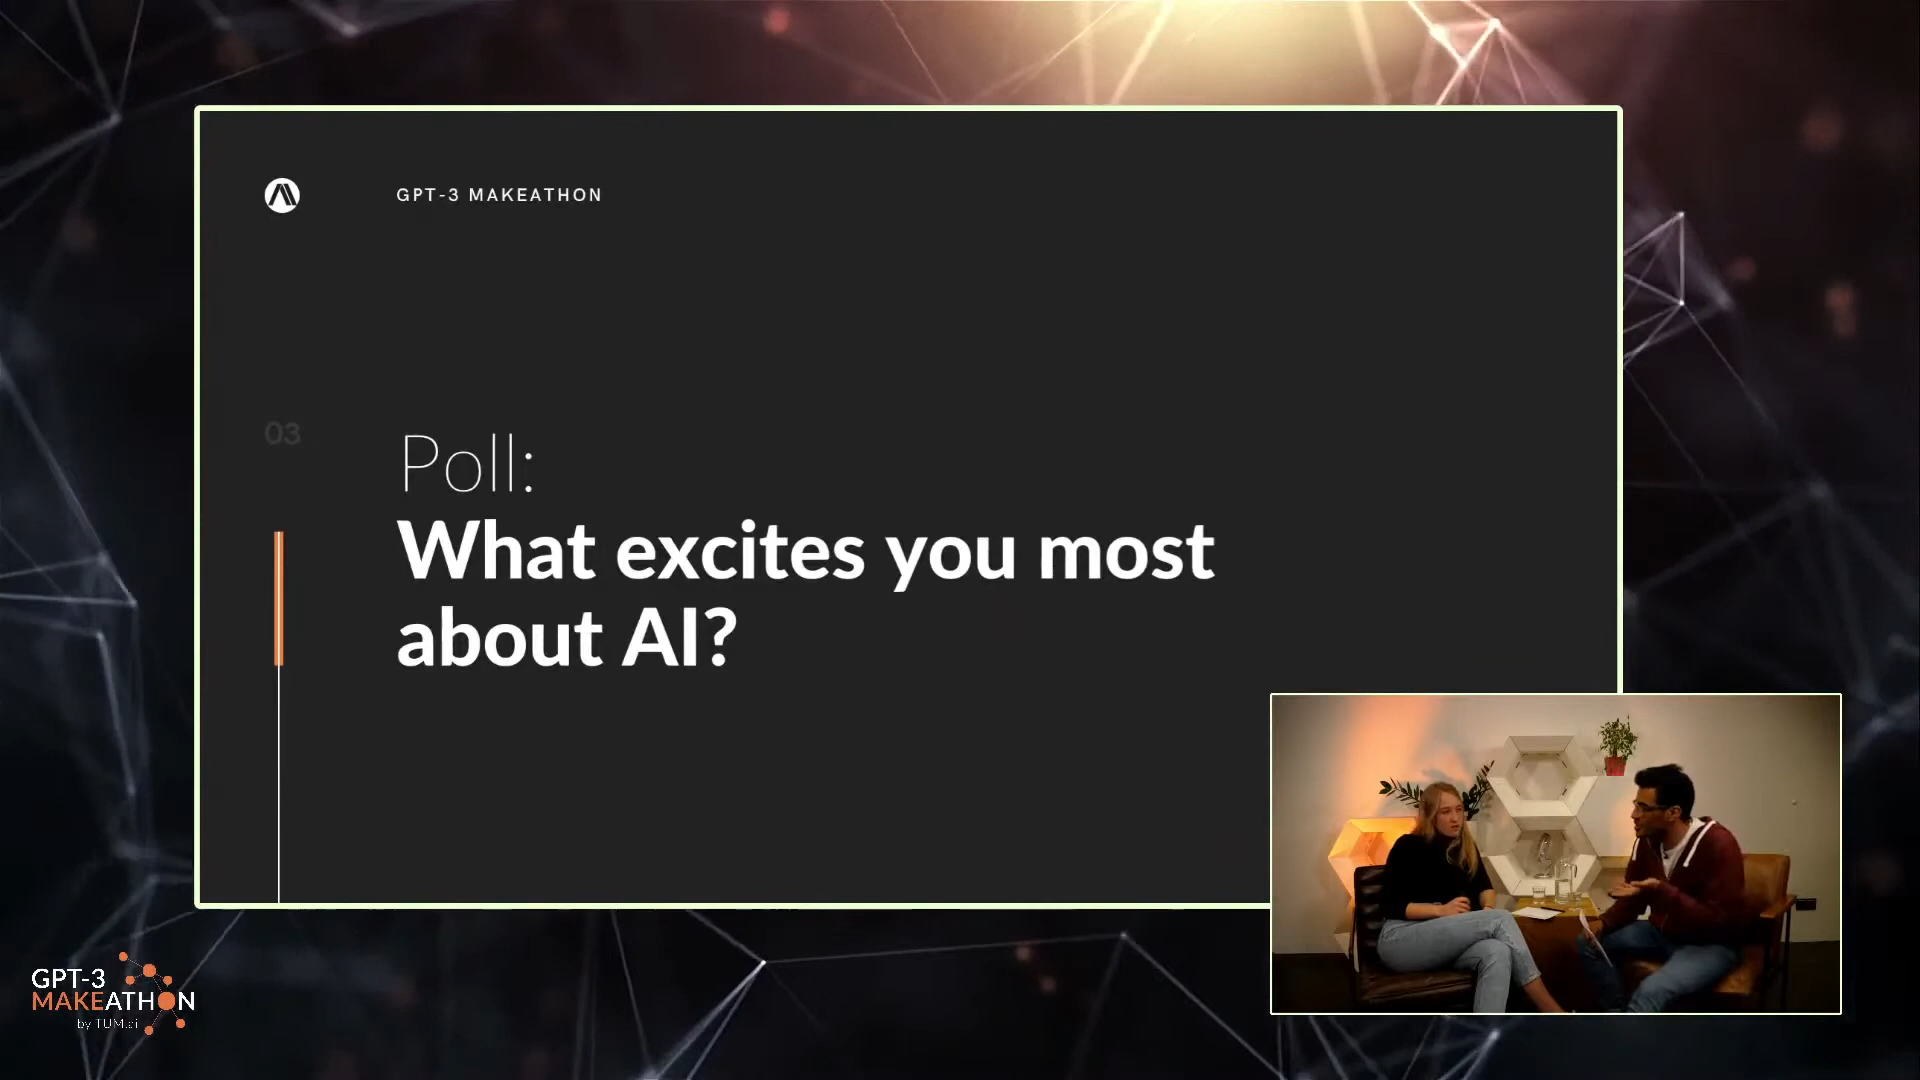 GPT-3 MAKEATHON
03
Poll:
What excites you most
about AI?
GPT-3
MAKEATHON
by TUM.ai